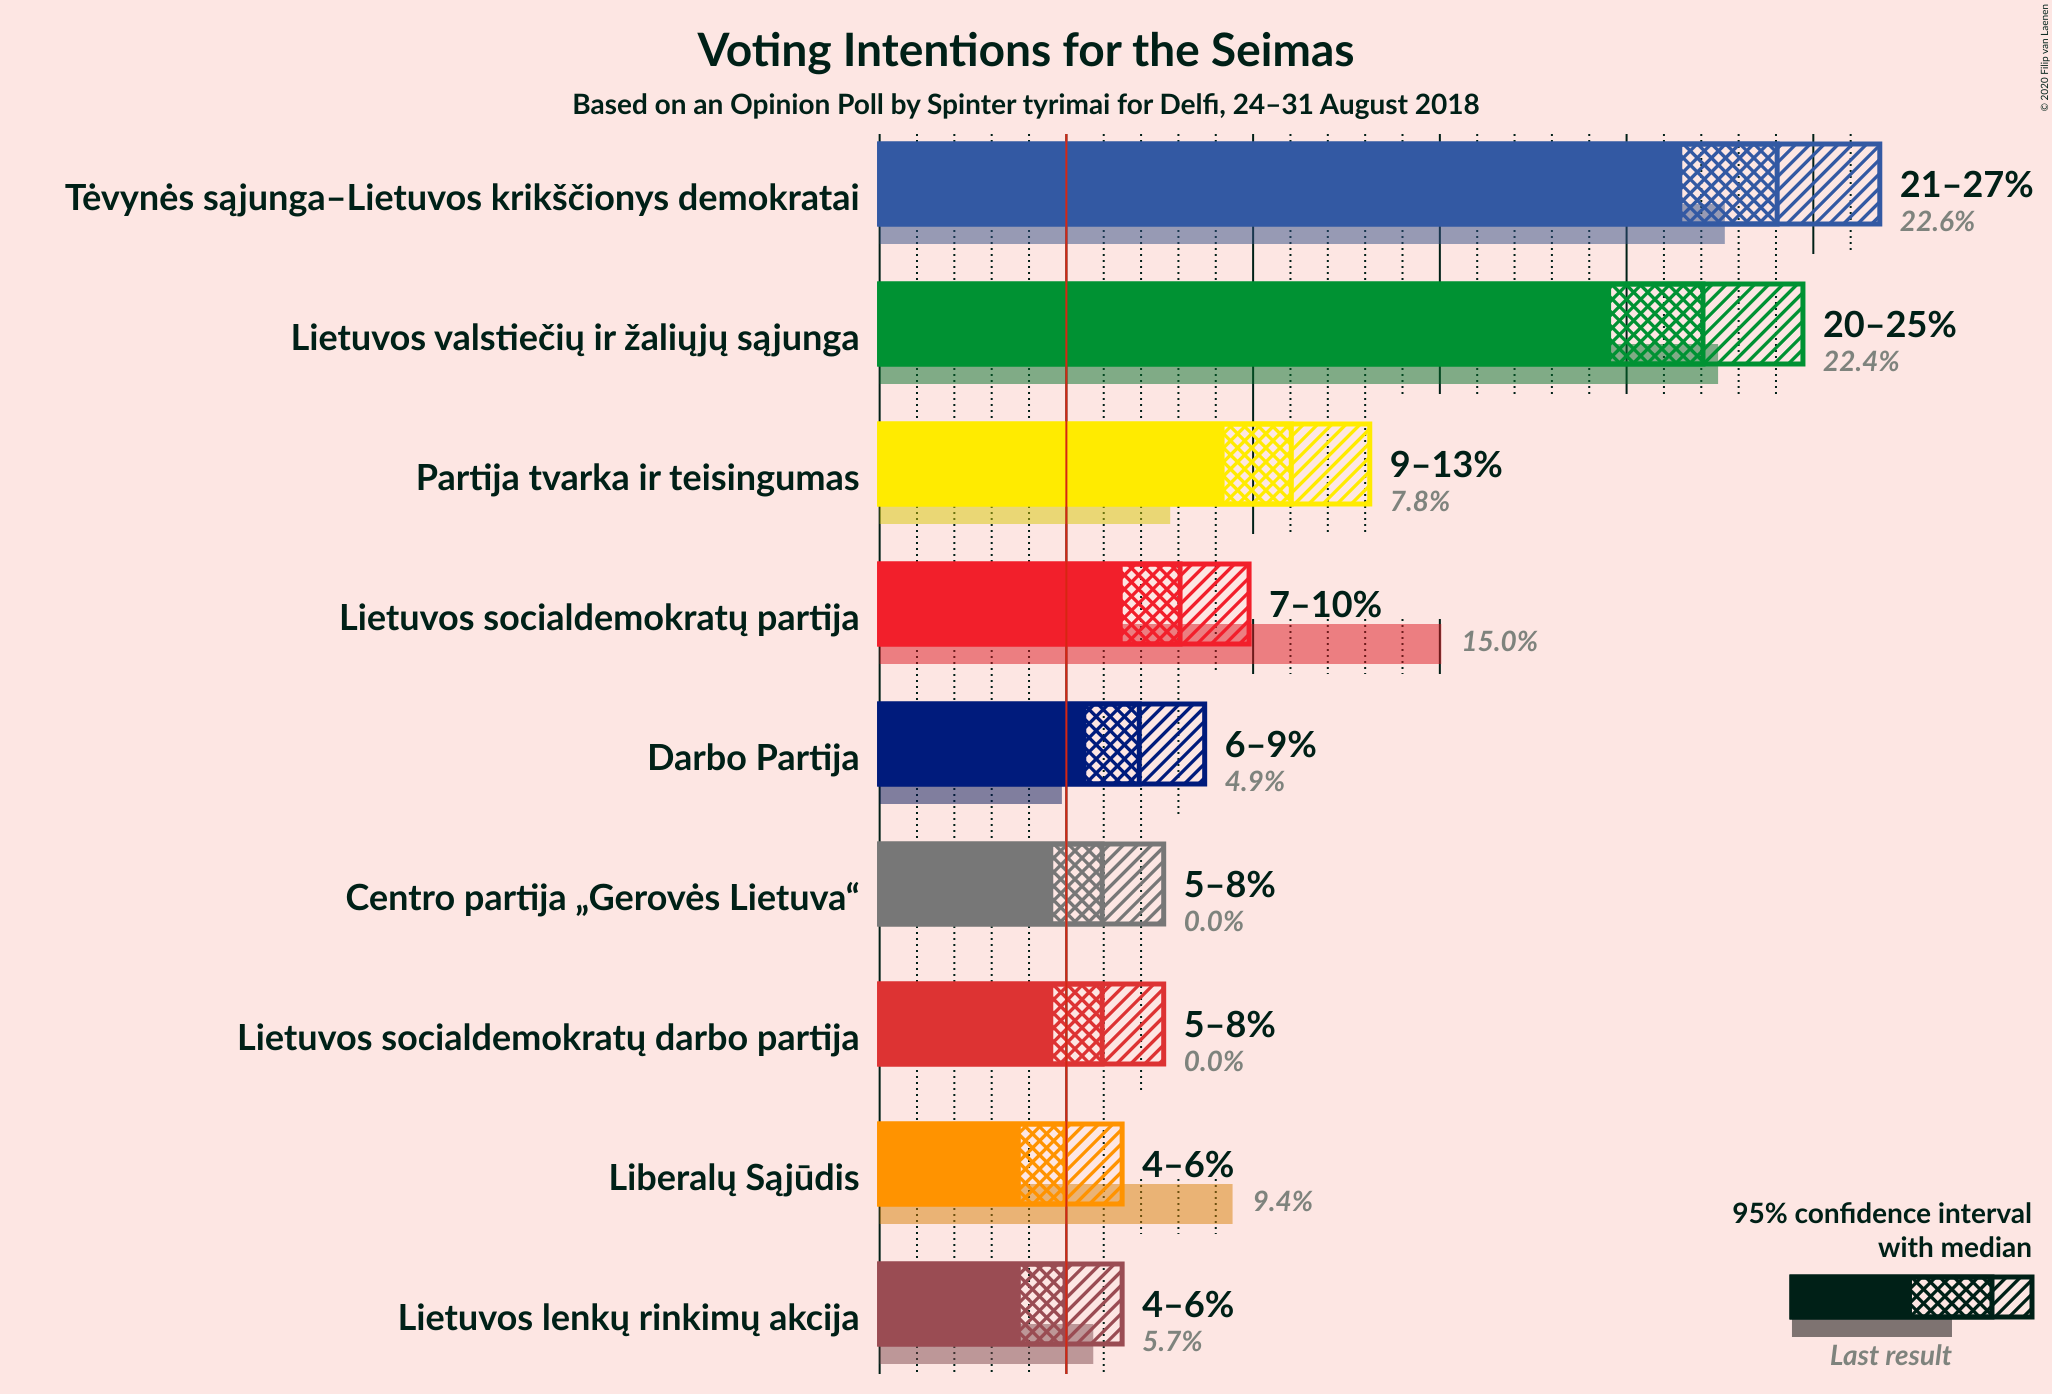 Voting Intentions for the Seimas
Based on an Opinion Poll by Spinter tyrimai for Delfi, 24–31 August 2018
© 2020 Filip van Laenen
Tėvynės sąjunga–Lietuvos krikščionys demokratai
21–27%
22.6%
Lietuvos valstiečių ir žaliųjų sąjunga
20–25%
22.4%
Partija tvarka ir teisingumas
9–13%
7.8%
Lietuvos socialdemokratų partija
7–10%
15.0%
Darbo Partija
6–9%
4.9%
Centro partija „Gerovės Lietuva“
5–8%
0.0%
Lietuvos socialdemokratų darbo partija
5–8%
0.0%
Liberalų Sąjūdis
4–6%
9.4%
Lietuvos lenkų rinkimų akcija
4–6%
5.7%
95% confidence interval
with median
Last result